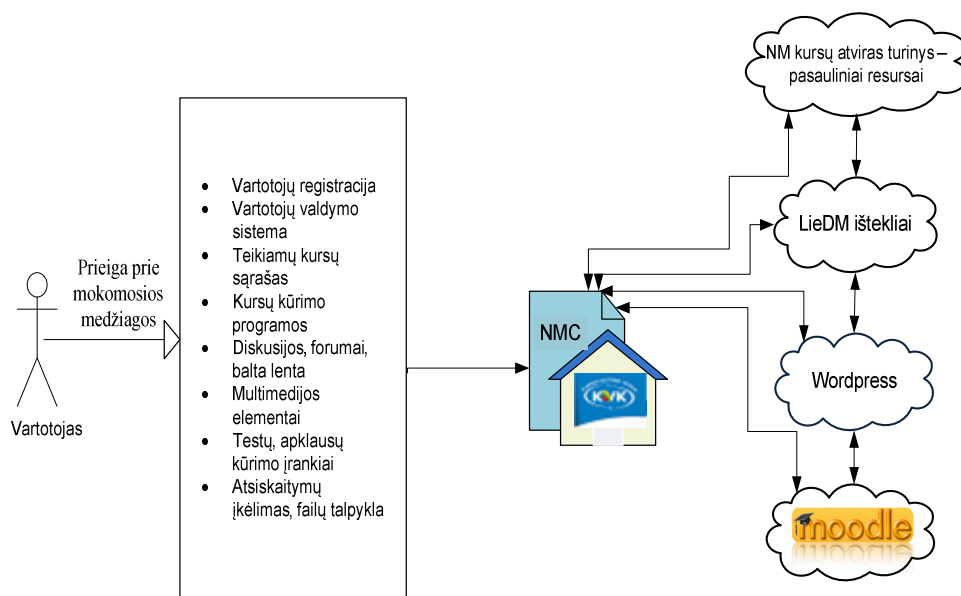 NM kursų atviras turinys –
pasauliniai resursai
• Vartotojų registracija
• Vartotojų valdymo
sistema
• Teikiamų kursų
sąrašas
• Kursų kūrimo
programos
• Diskusijos, forumai,
balta lenta
• Multimedijos
elementai
• Testų, apklausų
kūrimo įrankiai
• Atsiskaitymų
įkėlimas, failų talpykla
Prieiga prie
mokomosios
medžiagos
Vartotojas
NMC
KVK
LieDM ištekliai
Wordpress
moodle